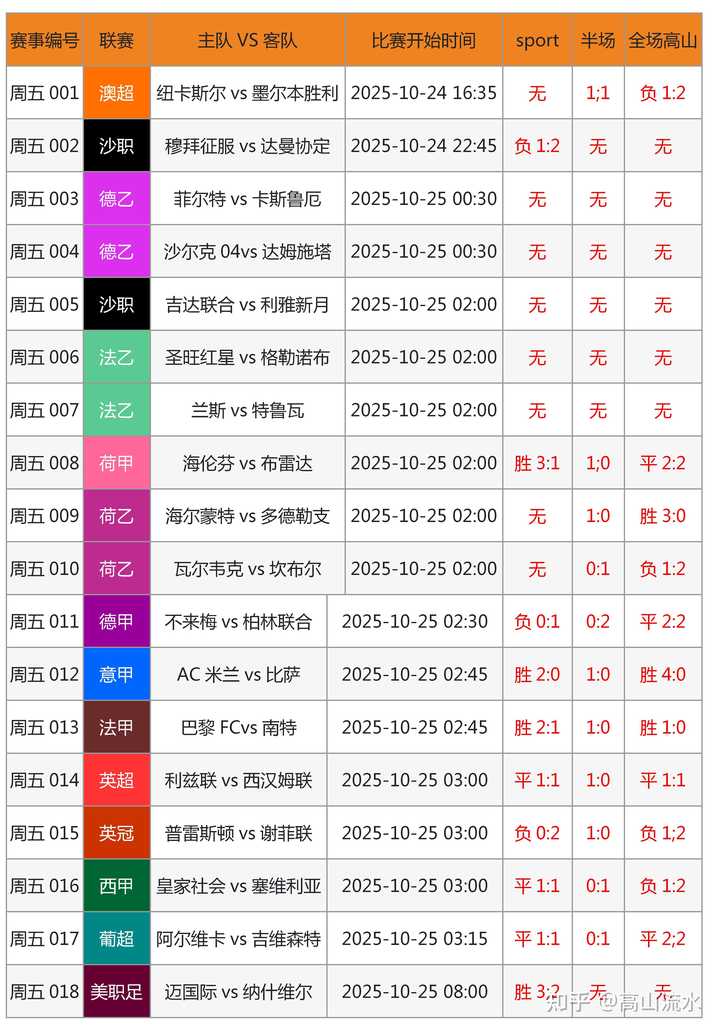 赛事编号 联赛 主队 VS 客队 比赛开始时间 sport 半场 全场高山
周五 001 澳超 纽卡斯尔 vs 墨尔本胜利 2025-10-24 16:35 无 1;1 负 1:2
周五 002 沙职 穆拜征服 vs 达曼协定 2025-10-24 22:45 负 1:2 无 无
周五 003 德乙 菲尔特 vs 卡斯鲁厄 2025-10-25 00:30 无 无 无
周五 004 德乙 沙尔克 04vs 达姆施塔 2025-10-25 00:30 无 无 无
周五 005 沙职 吉达联合 vs 利雅新月 2025-10-25 02:00 无 无 无
周五 006 法乙 圣旺红星 vs 格勒诺布 2025-10-25 02:00 无 无 无
周五 007 法乙 兰斯 vs 特鲁瓦 2025-10-25 02:00 无 无 无
周五 008 荷甲 海伦芬 vs 布雷达 2025-10-25 02:00 胜 3:1 1;0 平 2:2
周五 009 荷乙 海尔蒙特 vs 多德勒支 2025-10-25 02:00 无 1:0 胜 3:0
周五 010 荷乙 瓦尔韦克 vs 坎布尔 2025-10-25 02:00 无 0:1 负 1:2
周五 011 德甲 不来梅 vs 柏林联合 2025-10-25 02:30 负 0:1 0:2 平 2:2
周五 012 意甲 AC 米兰 vs 比萨 2025-10-25 02:45 胜 2:0 1:0 胜 4:0
周五 013 法甲 巴黎 FCvs 南特 2025-10-25 02:45 胜 2:1 1:0 胜 1:0
周五 014 英超 利兹联 vs 西汉姆联 2025-10-25 03:00 平 1:1 1:0 平 1:1
周五 015 英冠 普雷斯顿 vs 谢菲联 2025-10-25 03:00 负 0:2 1:0 负 1;2
周五 016 西甲 皇家社会 vs 塞维利亚 2025-10-25 03:00 平 1:1 0:1 负 1:2
周五 017 葡超 阿尔维卡 vs 吉维森特 2025-10-25 03:15 平 1:1 0:1 平 2;2
周五 018 美职足 迈国际 vs 纳什维尔 2025-10-25 08:00 胜 3:2 无 无
知乎 @高山流水